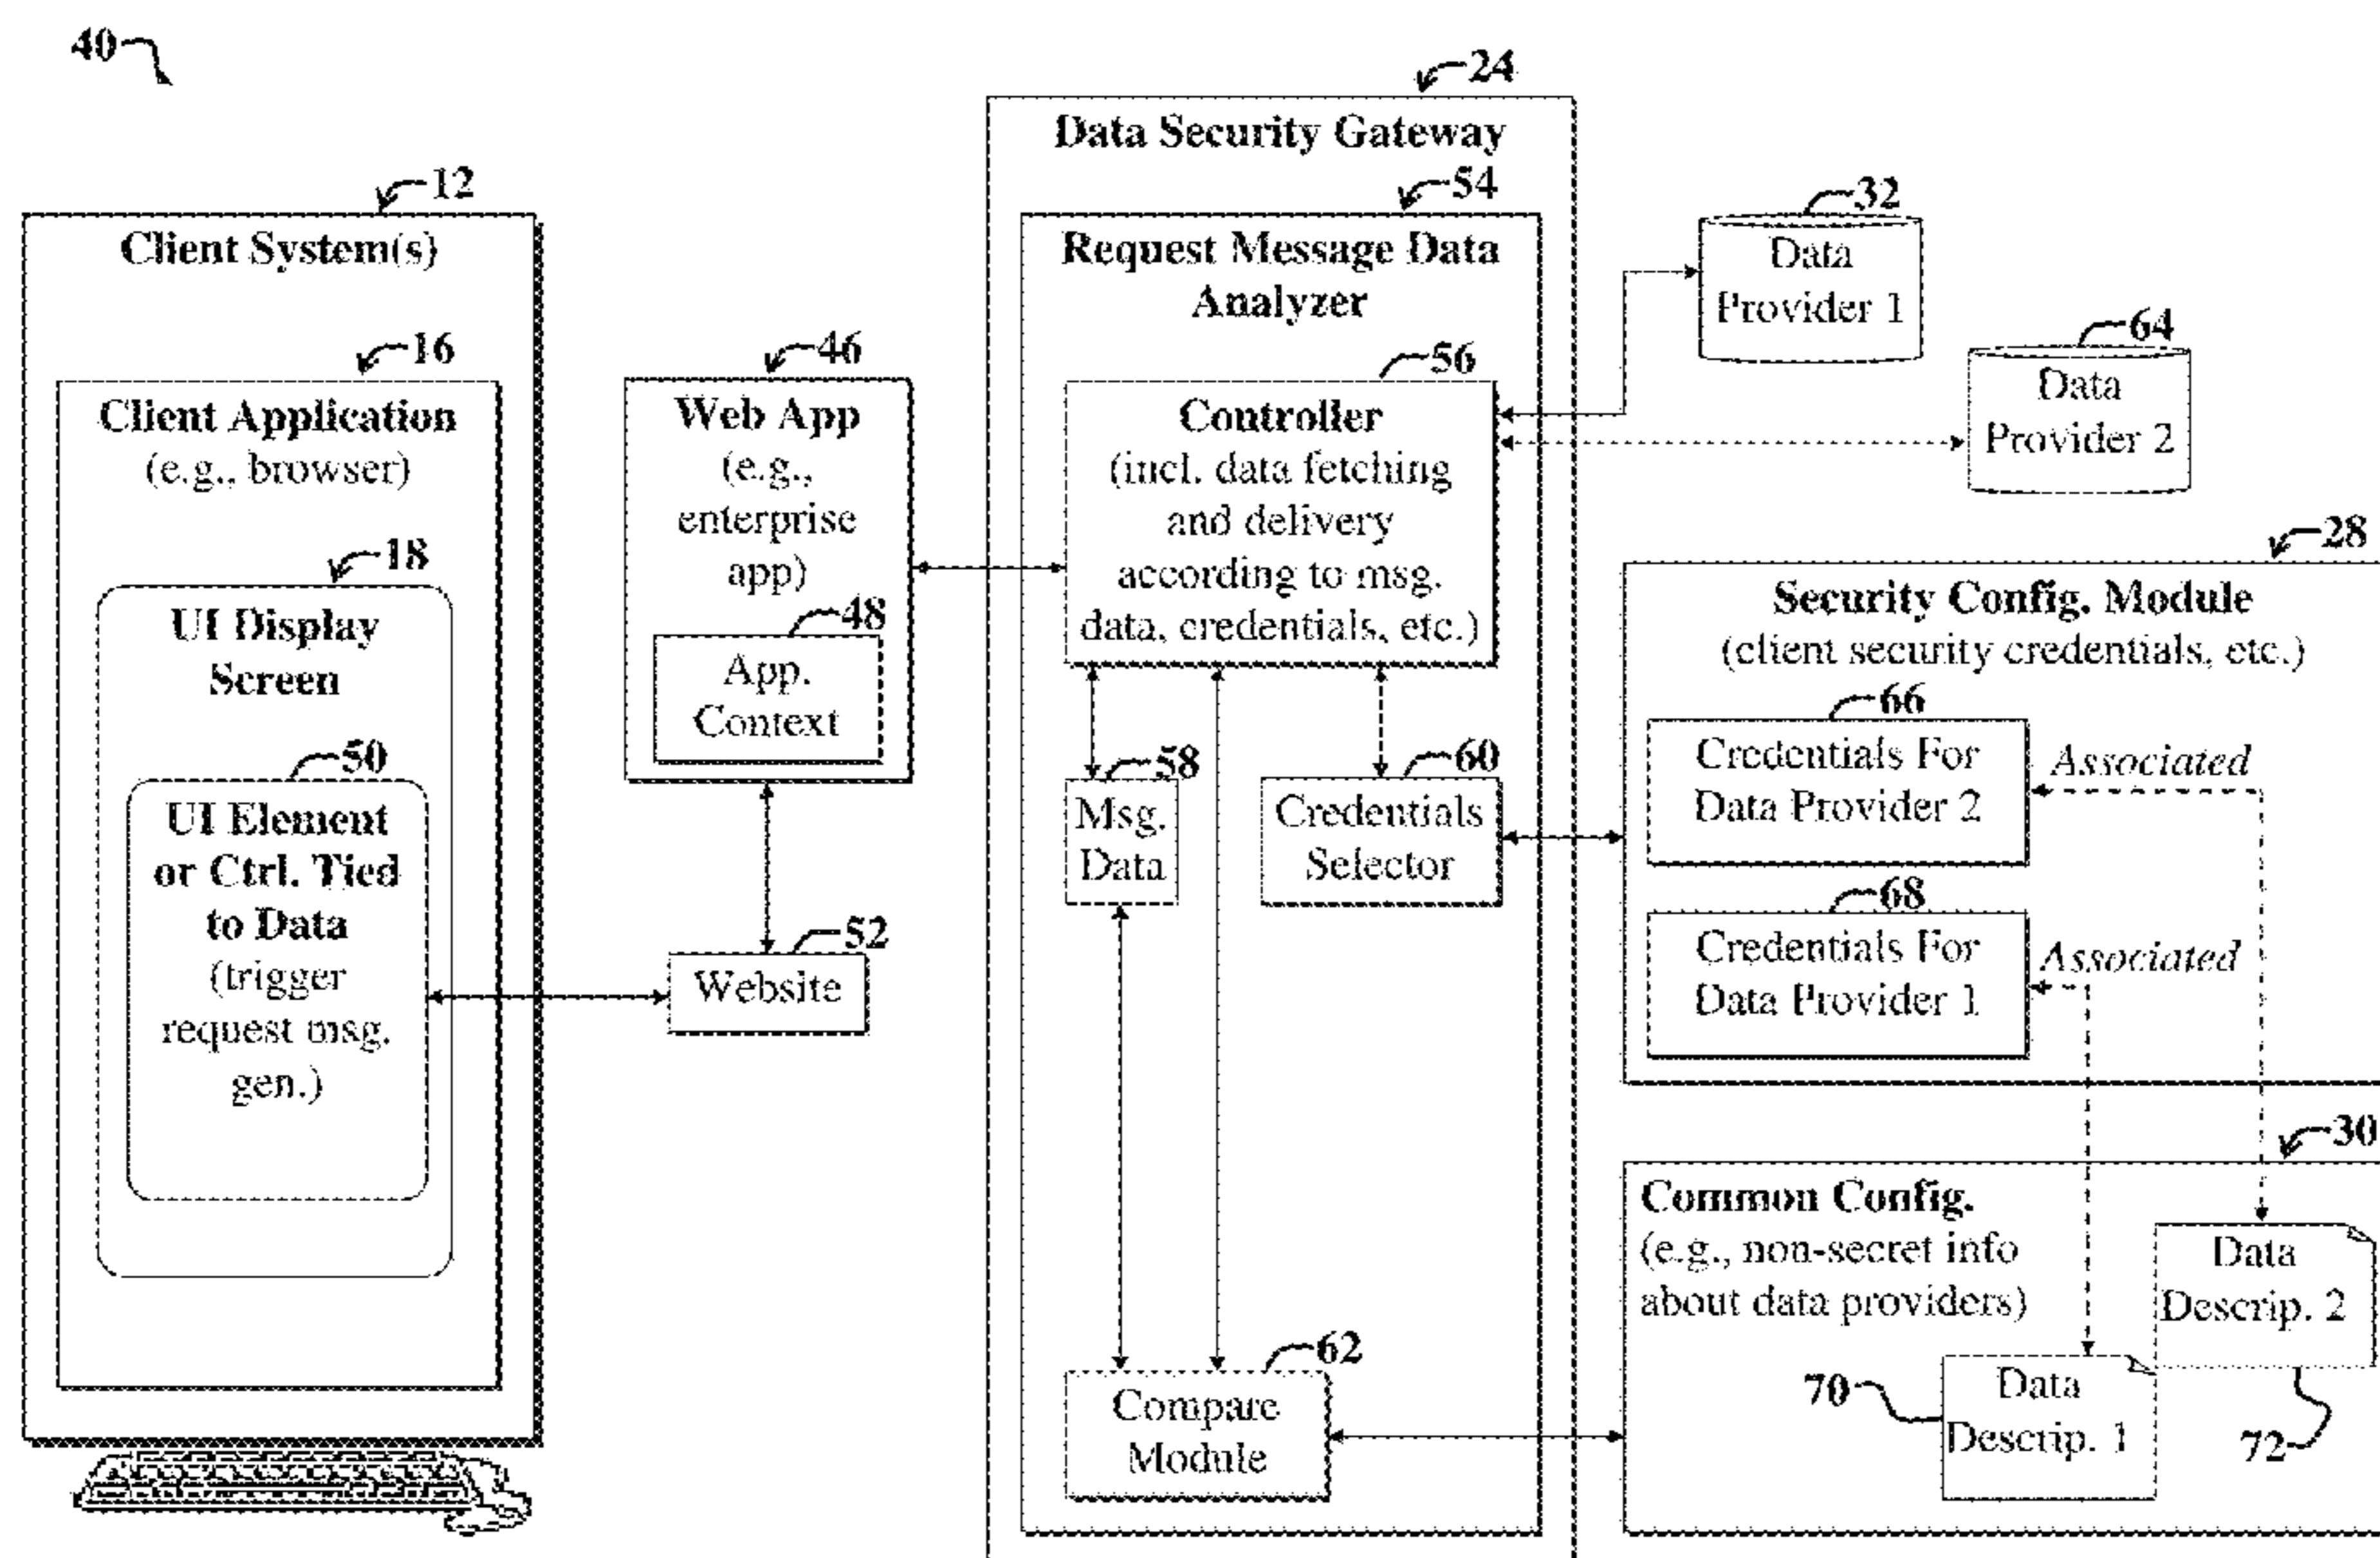 40
12
Client System(s)
16
Client Application
(e.g., browser)
18
UI Display
Screen
50
UI Element
or Ctrl. Tied
to Data
(trigger
request msg.
gen.)
46
Web App
(e.g.,
enterprise
app)
48
App.
Context
52
Website
24
Data Security Gateway
54
Request Message Data
Analyzer
56
Controller
(incl. data fetching
and delivery
according to msg.
data, credentials, etc.)
58
Msg.
Data
60
Credentials
Selector
62
Compare
Module
32
Data
Provider 1
64
Data
Provider 2
28
Security Config. Module
(client security credentials, etc.)
66
Credentials For
Data Provider 2
Associated
68
Credentials For
Data Provider 1
Associated
30
Common Config.
(e.g., non-secret info
about data providers)
Data
Descrip. 2
72
70
Data
Descrip. 1